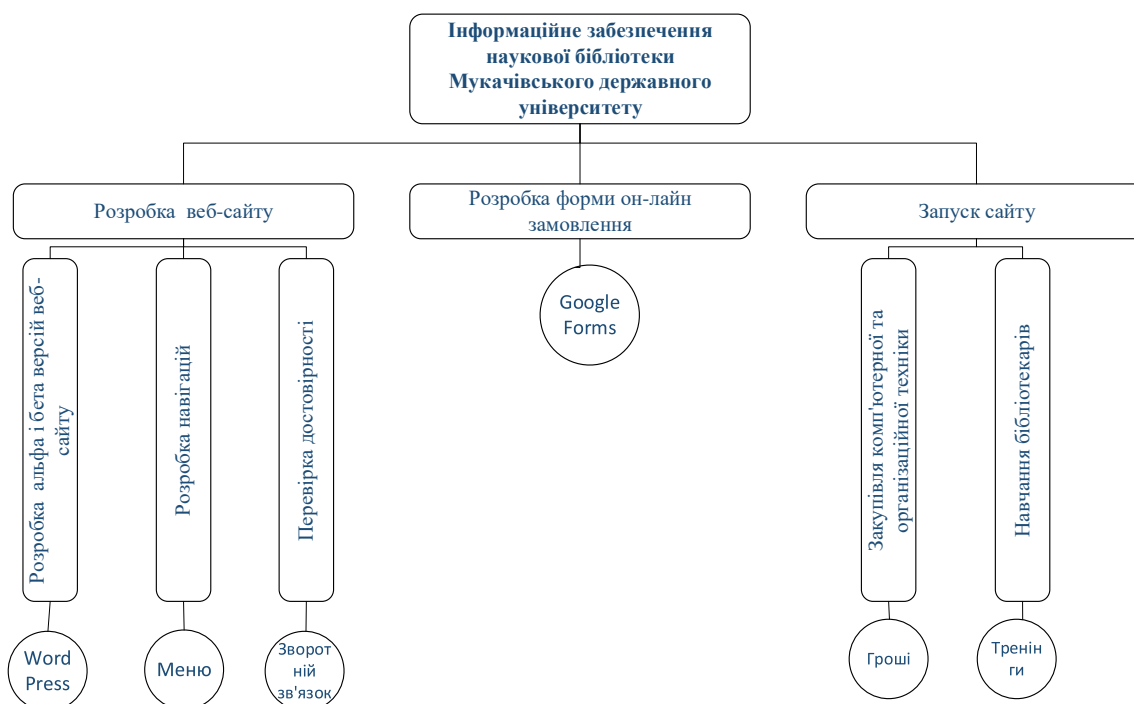 Інформаційне забезпечення
наукової бібліотеки
Мукачівського державного
університету
Розробка веб-сайту
Розробка форми он-лайн
замовлення
Запуск сайту
Розробка альфа і бета версій веб-
сайту
Розробка навігацій
Перевірка достовірності
Google
Forms
Закупівля комп'ютерної та
організаційної техніки
Навчання бібліотекарів
Word
Press
Меню
Зворот
ній
зв'язок
Гроші
Тренін
ги